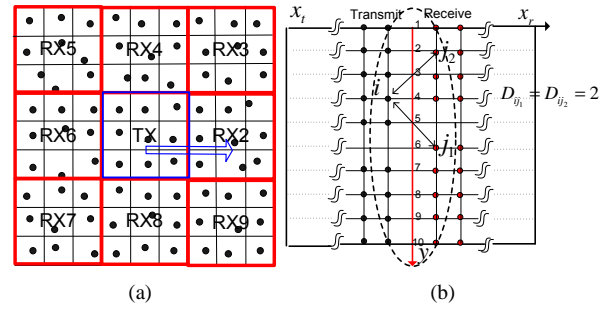 RX5 RX4 RX3
RX6 TX RX2
RX7 RX8 RX9
(a)
x_t Transmit Receive x_r
1
2
j_2
3
i
4
D_{ij_1} = D_{ij_2} = 2
5
6
j_1
7
8
9
10
y
(b)